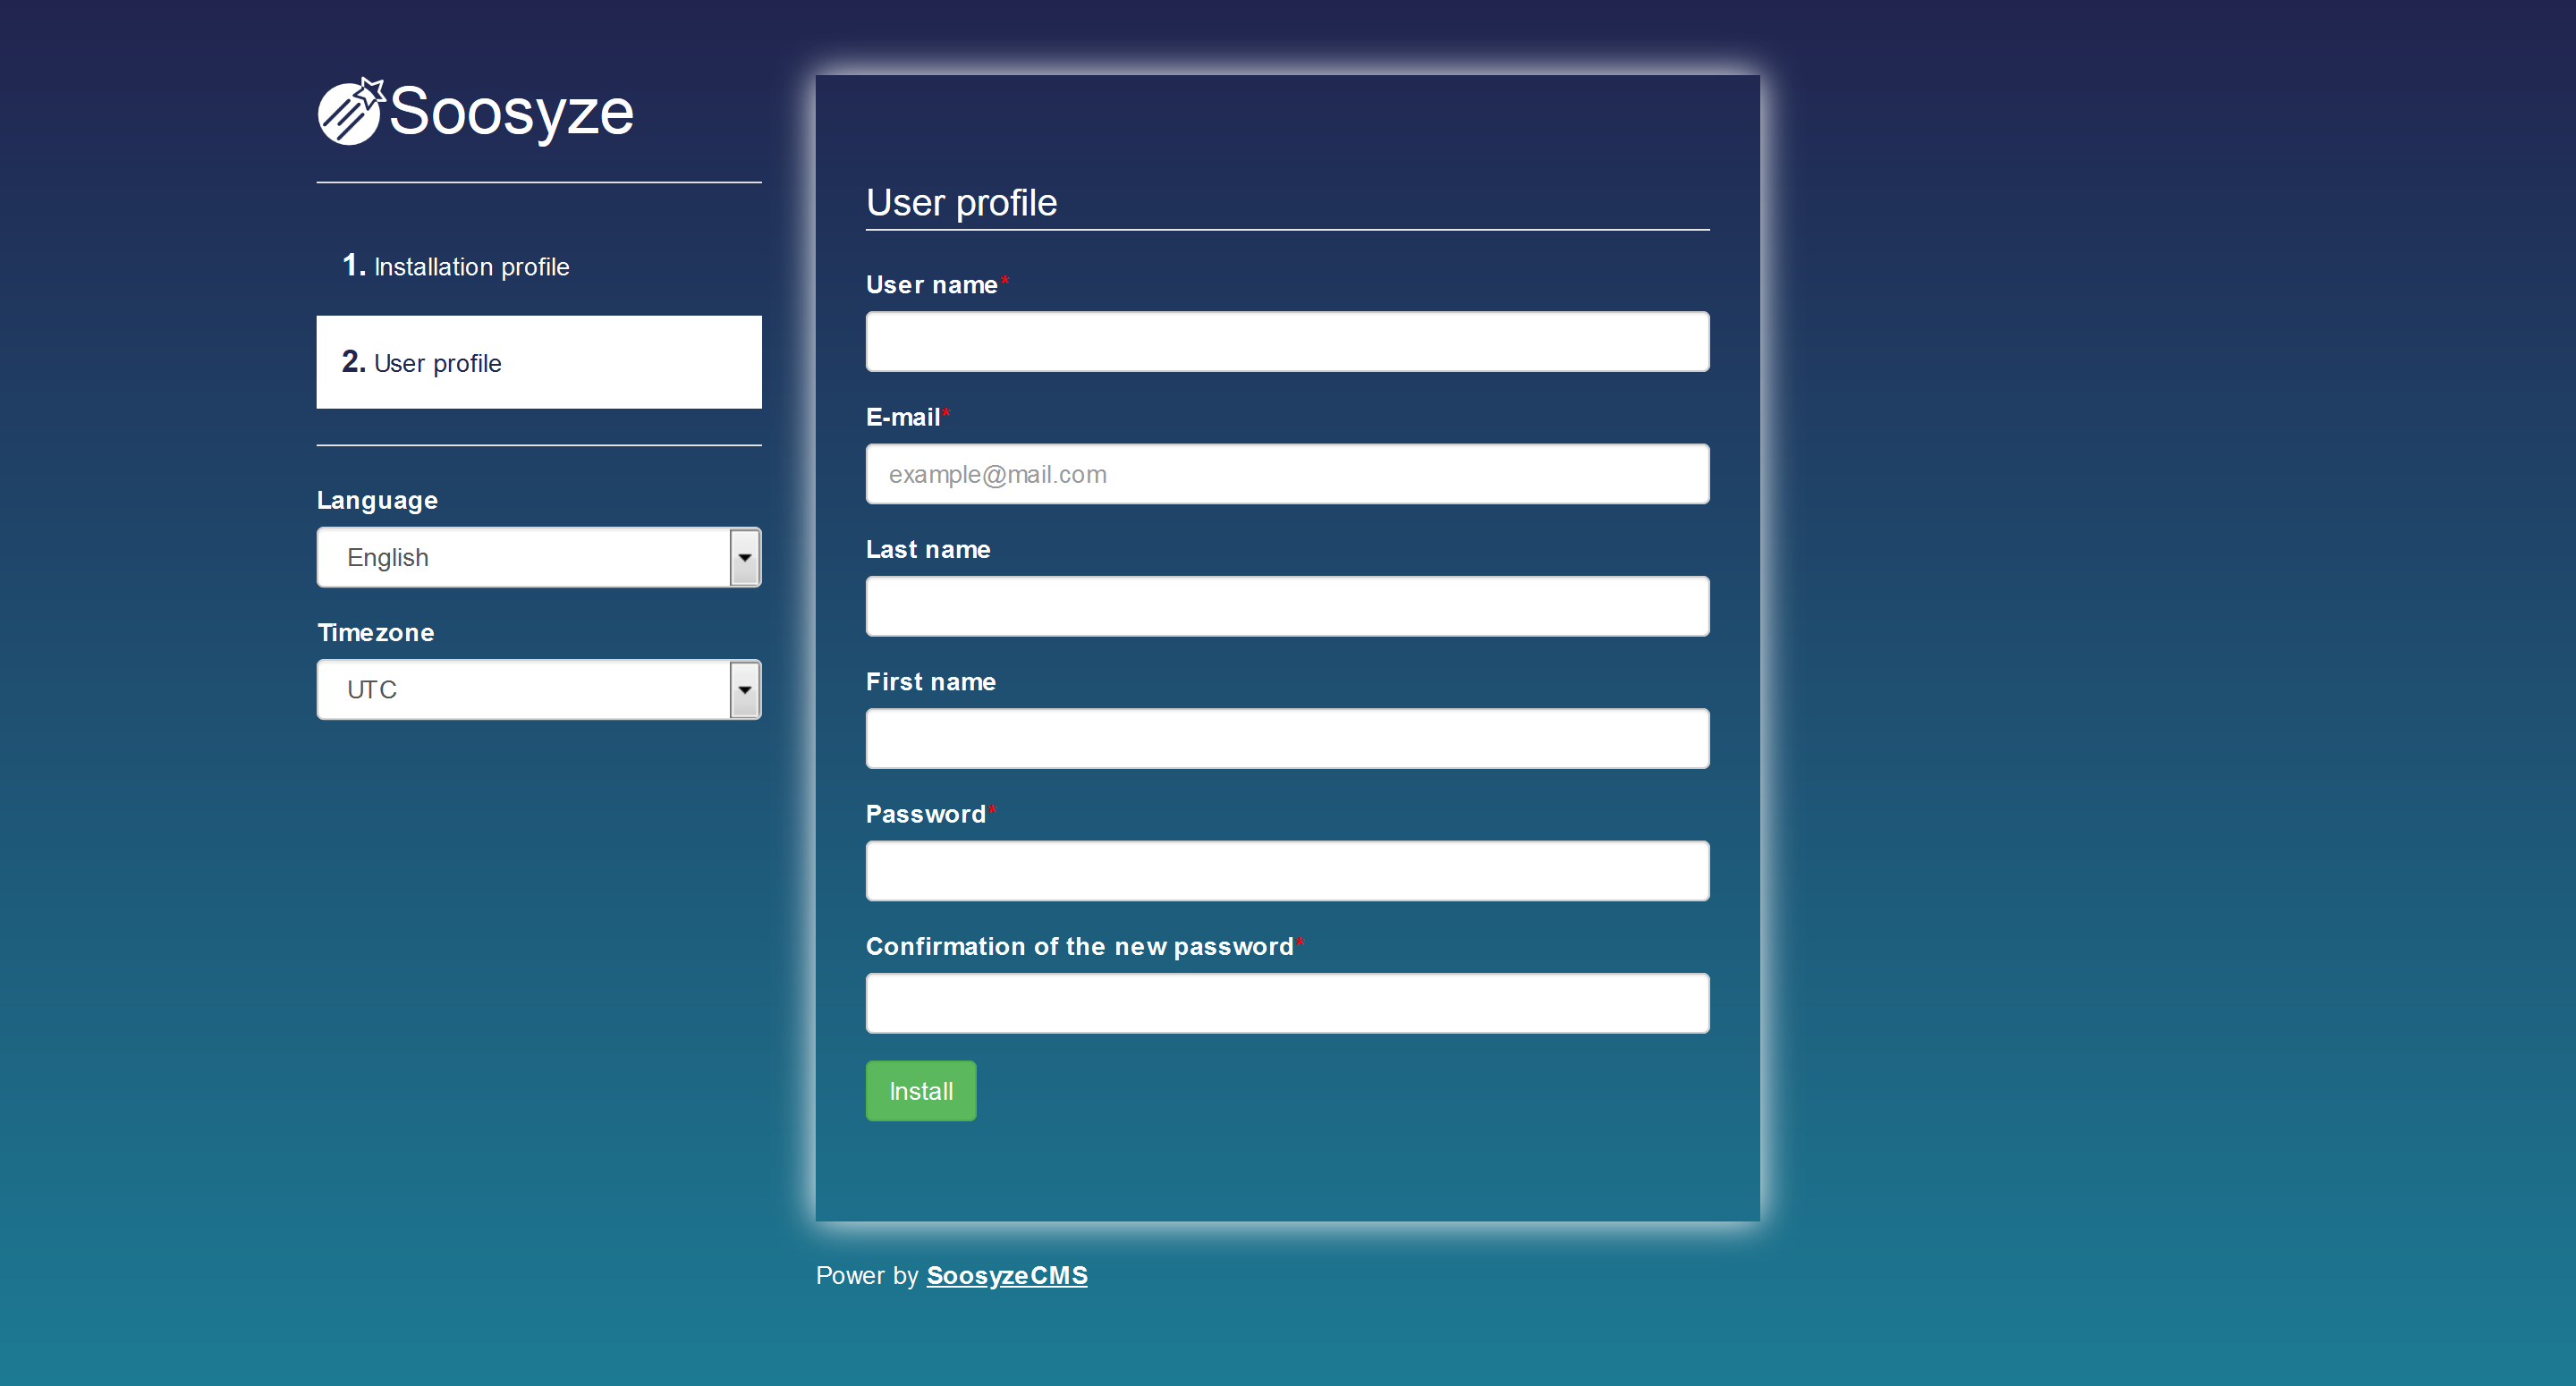 Soosyze
1. Installation profile
2. User profile
Language
English
Timezone
UTC
User profile
User name*
E-mail*
example@mail.com
Last name
First name
Password*
Confirmation of the new password*
Install
Power by SoosyzeCMS